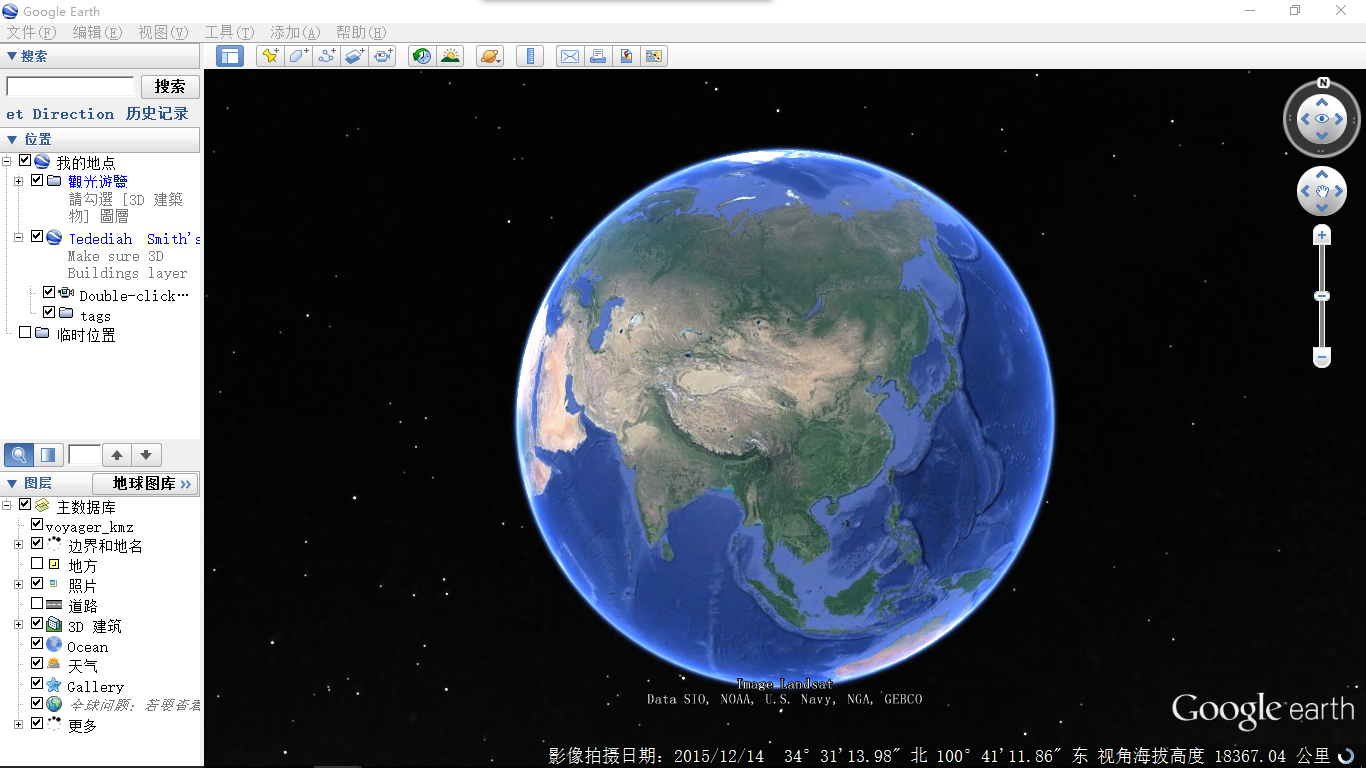 Google Earth
文件(F) 编辑(E) 视图(V) 工具(T) 添加(A) 帮助(H)
搜索
搜索
et Direction 历史记录
位置
我的地点
觀光遊覽
請勾選 [3D 建築
物] 圖層
Tedediah Smith's
Make sure 3D
Buildings layer
Double-click…
tags
临时位置
图层
地球图库 »
主数据库
voyager_kmz
边界和地名
地方
照片
道路
3D 建筑
Ocean
天气
Gallery
全球问题: 若要查看
更多
N
Image Landsat
Data SIO, NOAA, U.S. Navy, NGA, GEBCO
Google earth
影像拍摄日期: 2015/12/14 34° 31'13.98" 北 100° 41'11.86" 东 视角海拔高度 18367.04 公里